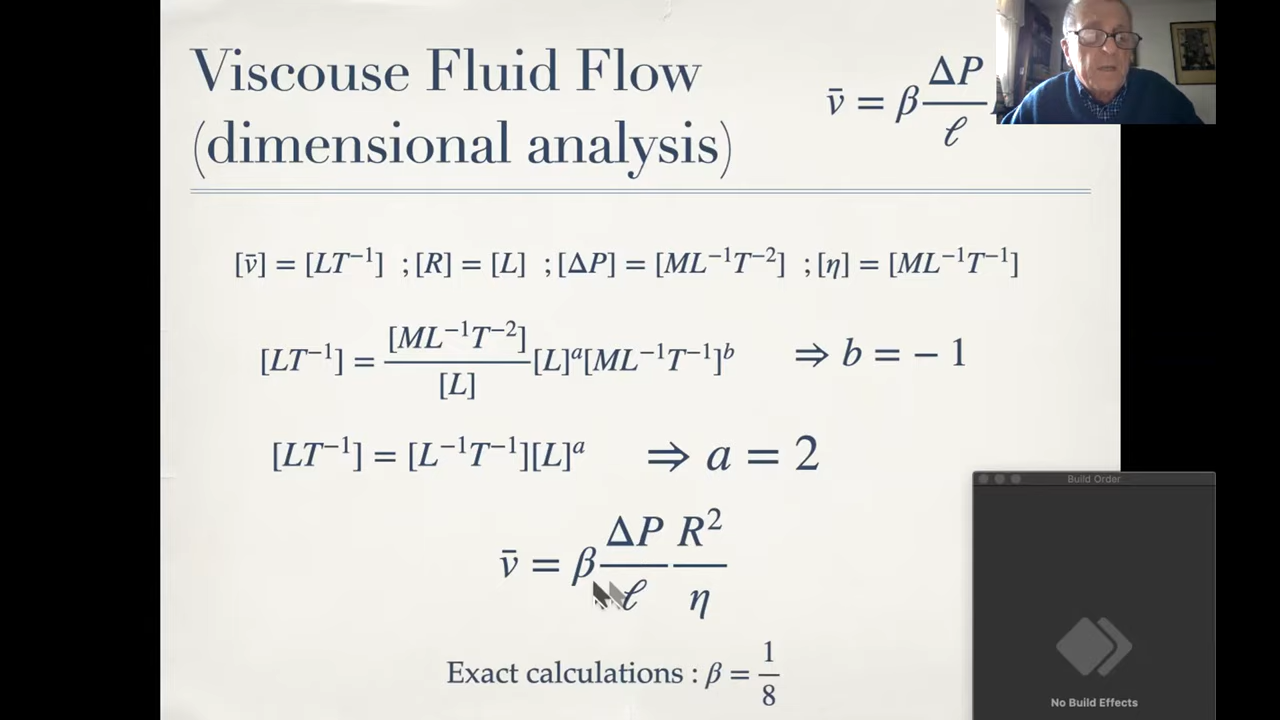 Viscouse Fluid Flow
(dimensional analysis)
v̄ = β ΔP/ℓ
[v̄] = [LT⁻¹] ; [R] = [L] ; [ΔP] = [ML⁻¹T⁻²] ; [η] = [ML⁻¹T⁻¹]
[LT⁻¹] = [ML⁻¹T⁻²]/[L] [L]ᵃ[ML⁻¹T⁻¹]ᵇ ⇒ b = − 1
[LT⁻¹] = [L⁻¹T⁻¹][L]ᵃ ⇒ a = 2
v̄ = β ΔP/ℓ R²/η
Exact calculations : β = 1/8
Build Order
No Build Effects